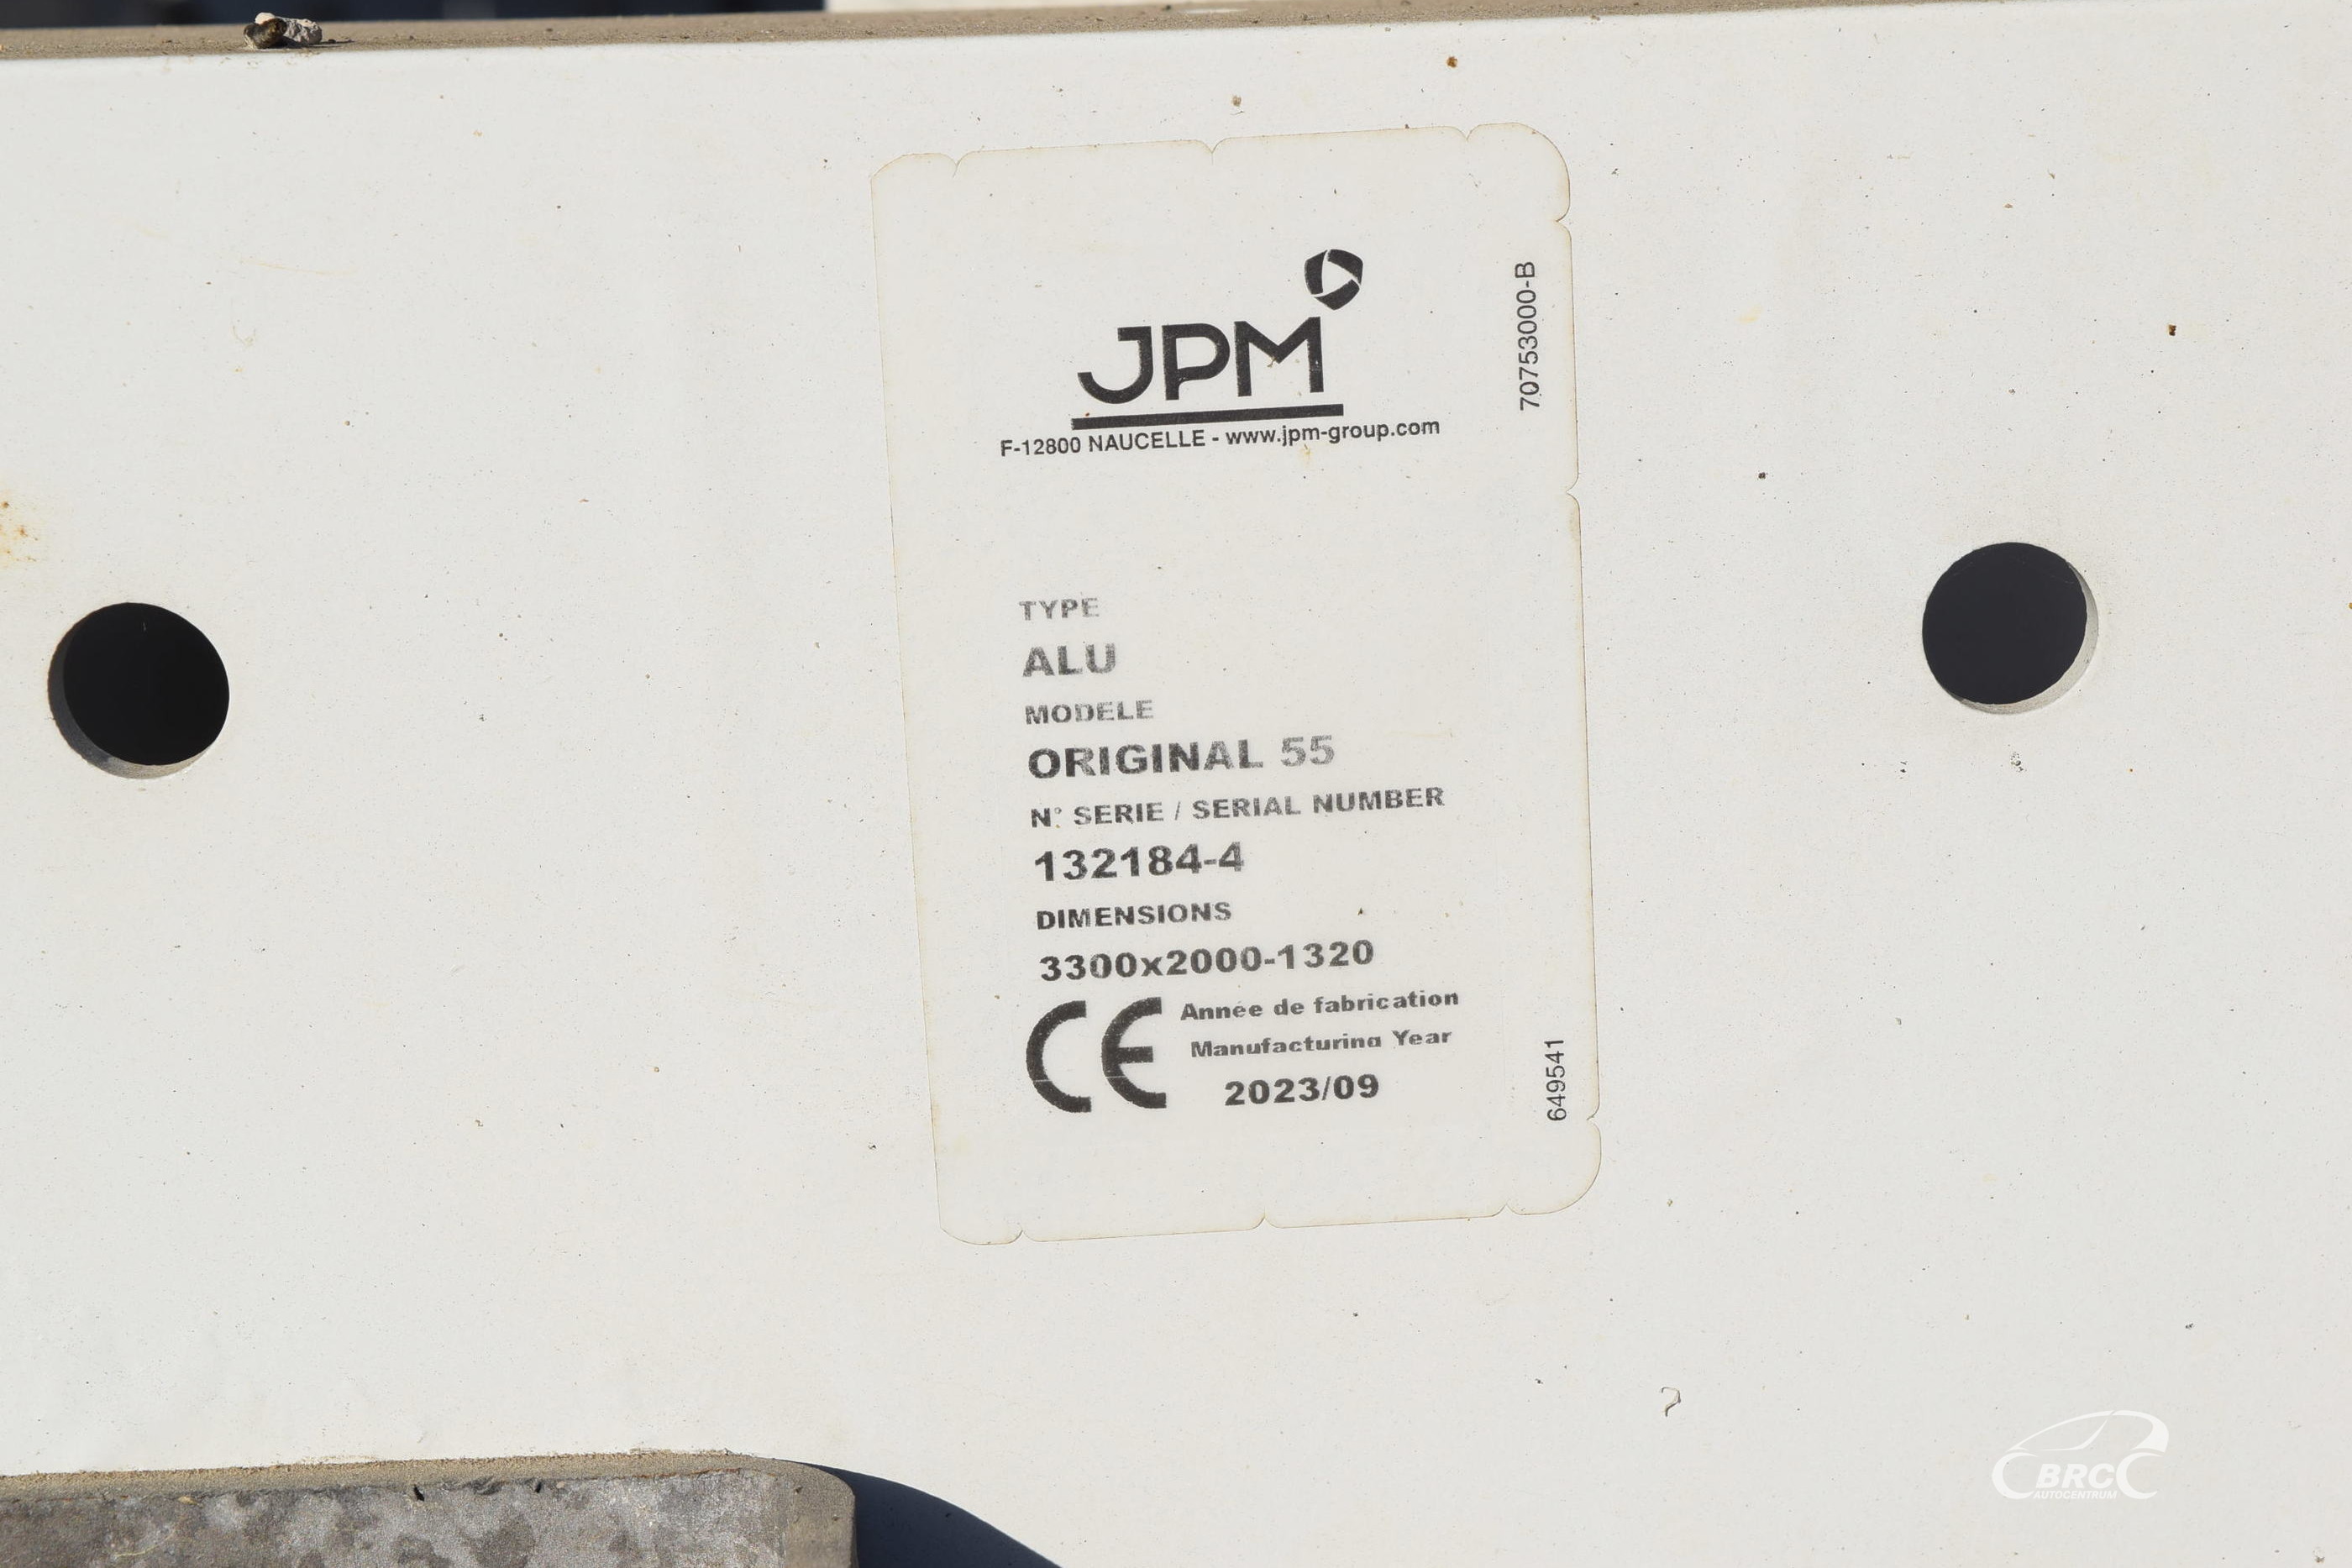 JPM
F-12800 NAUCELLE - www.jpm-group.com
70753000-B
TYPE
ALU
MODELE
ORIGINAL 55
N° SERIE / SERIAL NUMBER
132184-4
DIMENSIONS
3300x2000-1320
CE
Année de fabrication
Manufacturing Year
2023/09
649541
BRC
AUTOCENTRUM